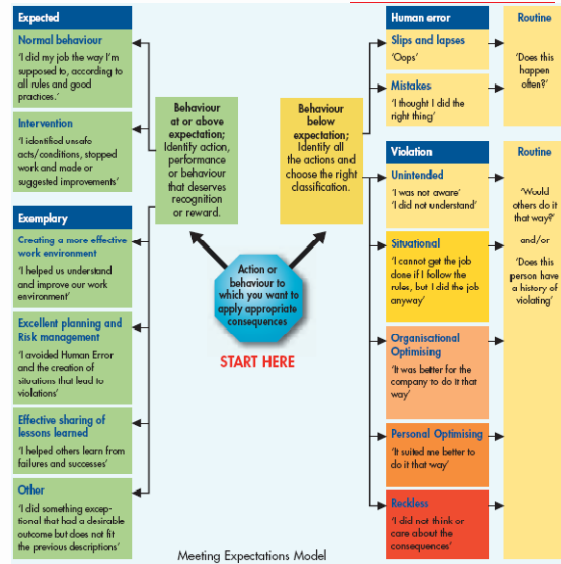 Expected
Normal behaviour
'I did my job the way I'm
supposed to, according to
all rules and good
practices.'
Intervention
'I identified unsafe
acts/conditions, stopped
work and made or
suggested improvements'
Exemplary
Creating a more effective
work environment
'I helped us understand
and improve our work
environment'
Excellent planning and
Risk management
'I avoided Human Error
and the creation of
situations that lead to
violations'
Effective sharing of
lessons learned
'I helped others learn from
failures and successes'
Other
'I did something excep-
tional that had a desirable
outcome but does not fit
the previous descriptions'
Behaviour
at or above
expectation;
Identify action,
performance
or behaviour
that deserves
recognition
or reward.
Behaviour
below
expectation;
Identify all
the actions and
choose the right
classification.
Action or
behaviour to
which you want to
apply appropriate
consequences
START HERE
Human error
Slips and lapses
'Oops'
Mistakes
'I thought I did the
right thing'
Routine
'Does this
happen
often?'
Violation
Unintended
'I was not aware'
'I did not understand'
Situational
'I cannot get the job
done if I follow the
rules, but I did the job
anyway'
Organisational
Optimising
'It was better for the
company to do it that
way'
Personal Optimising
'It suited me better to
do it that way'
Reckless
'I did not think or
care about the
consequences'
Routine
'Would
others do it
that way?'
and/or
'Does this
person have
a history of
violating'
Meeting Expectations Model